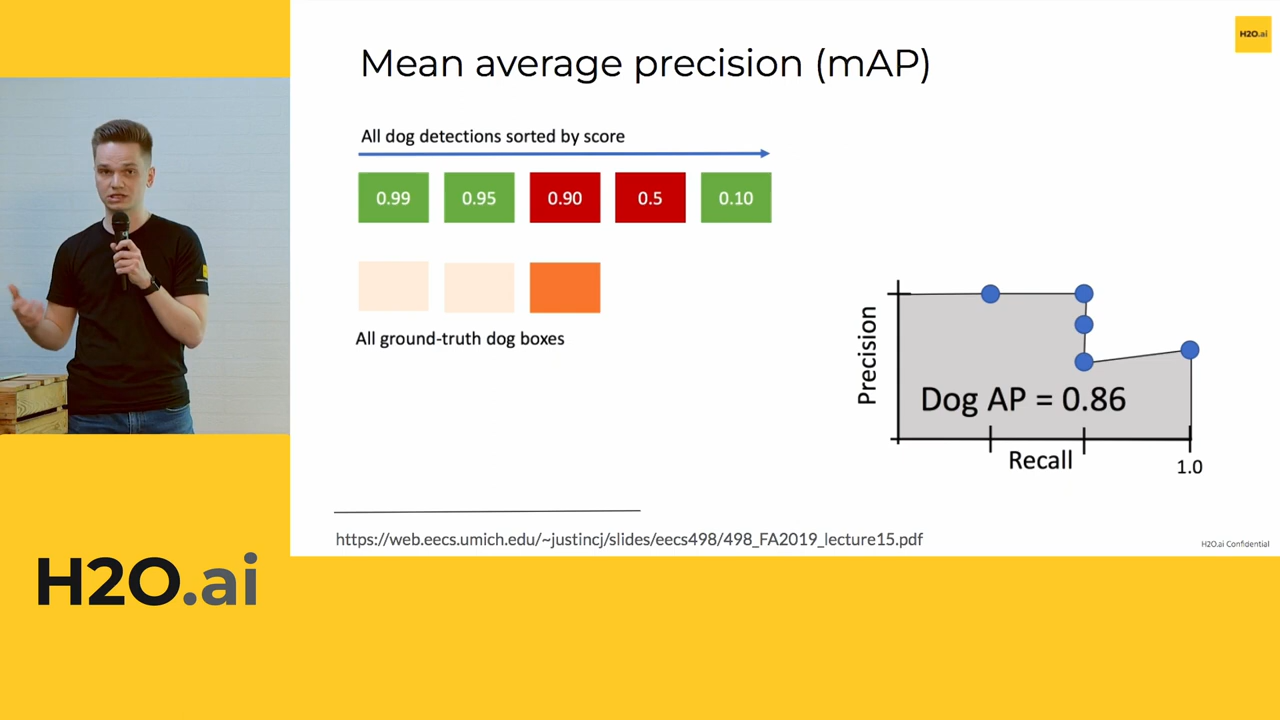 H2O.ai
Mean average precision (mAP)
All dog detections sorted by score
0.99 0.95 0.90 0.5 0.10
All ground-truth dog boxes
Precision
Dog AP = 0.86
Recall
1.0
https://web.eecs.umich.edu/~justincj/slides/eecs498/498_FA2019_lecture15.pdf
H2O.ai Confidential
H2O.ai